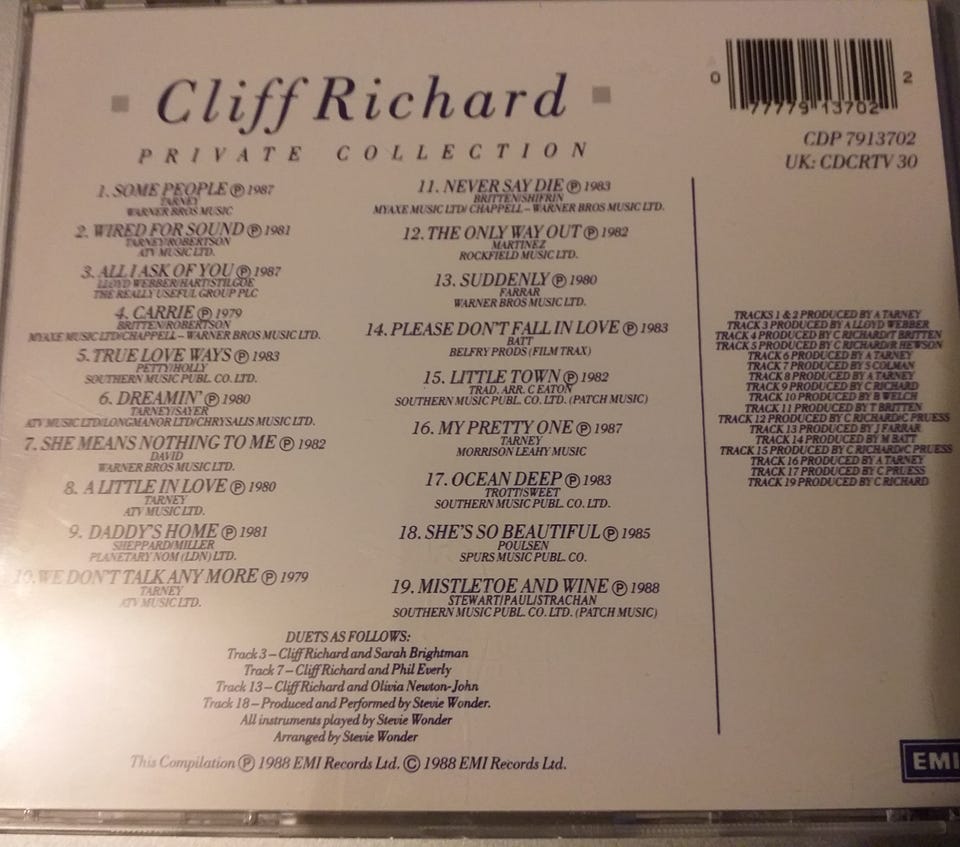 Cliff Richard
PRIVATE COLLECTION
1. SOME PEOPLE Ⓟ 1987
TARNEY
WARNER BROS MUSIC
2. WIRED FOR SOUND Ⓟ 1981
TARNEY/ROBERTSON
ATV MUSIC LTD.
3. ALL I ASK OF YOU Ⓟ 1987
LLOYD WEBBER/HART/STILGOE
THE REALLY USEFUL GROUP PLC
4. CARRIE Ⓟ 1979
BRITTEN/ROBERTSON
MYAXE MUSIC LTD/CHAPPELL – WARNER BROS MUSIC LTD.
5. TRUE LOVE WAYS Ⓟ 1983
PETTY/HOLLY
SOUTHERN MUSIC PUBL. CO. LTD.
6. DREAMIN' Ⓟ 1980
TARNEY/SAYER
ATV MUSIC LTD/LONGMANOR LTD/CHRYSALIS MUSIC LTD.
7. SHE MEANS NOTHING TO ME Ⓟ 1982
DAVID
WARNER BROS MUSIC LTD.
8. A LITTLE IN LOVE Ⓟ 1980
TARNEY
ATV MUSIC LTD.
9. DADDY'S HOME Ⓟ 1981
SHEPPARD/MILLER
PLANETARY NOM (LDN) LTD.
10. WE DON'T TALK ANY MORE Ⓟ 1979
TARNEY
ATV MUSIC LTD.
11. NEVER SAY DIE Ⓟ 1983
BRITTEN/SHIFRIN
MYAXE MUSIC LTD/ CHAPPELL – WARNER BROS MUSIC LTD.
12. THE ONLY WAY OUT Ⓟ 1982
MARTINEZ
ROCKFIELD MUSIC LTD.
13. SUDDENLY Ⓟ 1980
FARRAR
WARNER BROS MUSIC LTD.
14. PLEASE DON'T FALL IN LOVE Ⓟ 1983
BATT
BELFRY PRODS (FILM TRAX)
15. LITTLE TOWN Ⓟ 1982
TRAD. ARR. C EATON
SOUTHERN MUSIC PUBL. CO. LTD. (PATCH MUSIC)
16. MY PRETTY ONE Ⓟ 1987
TARNEY
MORRISON LEAHY MUSIC
17. OCEAN DEEP Ⓟ 1983
TROTT/SWEET
SOUTHERN MUSIC PUBL. CO. LTD.
18. SHE'S SO BEAUTIFUL Ⓟ 1985
POULSEN
SPURS MUSIC PUBL. CO.
19. MISTLETOE AND WINE Ⓟ 1988
STEWART/PAUL/STRACHAN
SOUTHERN MUSIC PUBL. CO. LTD. (PATCH MUSIC)
DUETS AS FOLLOWS:
Track 3 – Cliff Richard and Sarah Brightman
Track 7 – Cliff Richard and Phil Everly
Track 13 – Cliff Richard and Olivia Newton-John
Track 18 – Produced and Performed by Stevie Wonder.
All instruments played by Stevie Wonder
Arranged by Stevie Wonder
This Compilation Ⓟ 1988 EMI Records Ltd. © 1988 EMI Records Ltd.
0 77779 13702 2
CDP 7913702
UK: CDCRTV 30
TRACKS 1 & 2 PRODUCED BY A TARNEY
TRACK 3 PRODUCED BY A LLOYD WEBBER
TRACK 4 PRODUCED BY C RICHARD/T BRITTEN
TRACK 5 PRODUCED BY C RICHARD/R HEWSON
TRACK 6 PRODUCED BY A TARNEY
TRACK 7 PRODUCED BY S COLMAN
TRACK 8 PRODUCED BY A TARNEY
TRACK 9 PRODUCED BY C RICHARD
TRACK 10 PRODUCED BY B WELCH
TRACK 11 PRODUCED BY T BRITTEN
TRACK 12 PRODUCED BY C RICHARD/C PRUESS
TRACK 13 PRODUCED BY J FARRAR
TRACK 14 PRODUCED BY M BATT
TRACK 15 PRODUCED BY C RICHARD/C PRUESS
TRACK 16 PRODUCED BY A TARNEY
TRACK 17 PRODUCED BY C PRUESS
TRACK 19 PRODUCED BY C RICHARD
EMI